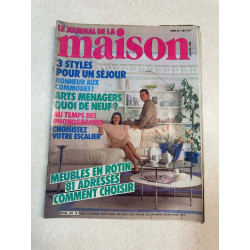 LE JOURNAL DE LA
maison
3 STYLES
POUR UN SÉJOUR
HONNEUR AUX
COMMODES !
ARTS MENAGERS
QUOI DE NEUF ?
AU TEMPS DES
PHONOGRAPHES
CHOISISSEZ
VOTRE ESCALIER
MEUBLES EN ROTIN
81 ADRESSES
COMMENT CHOISIR